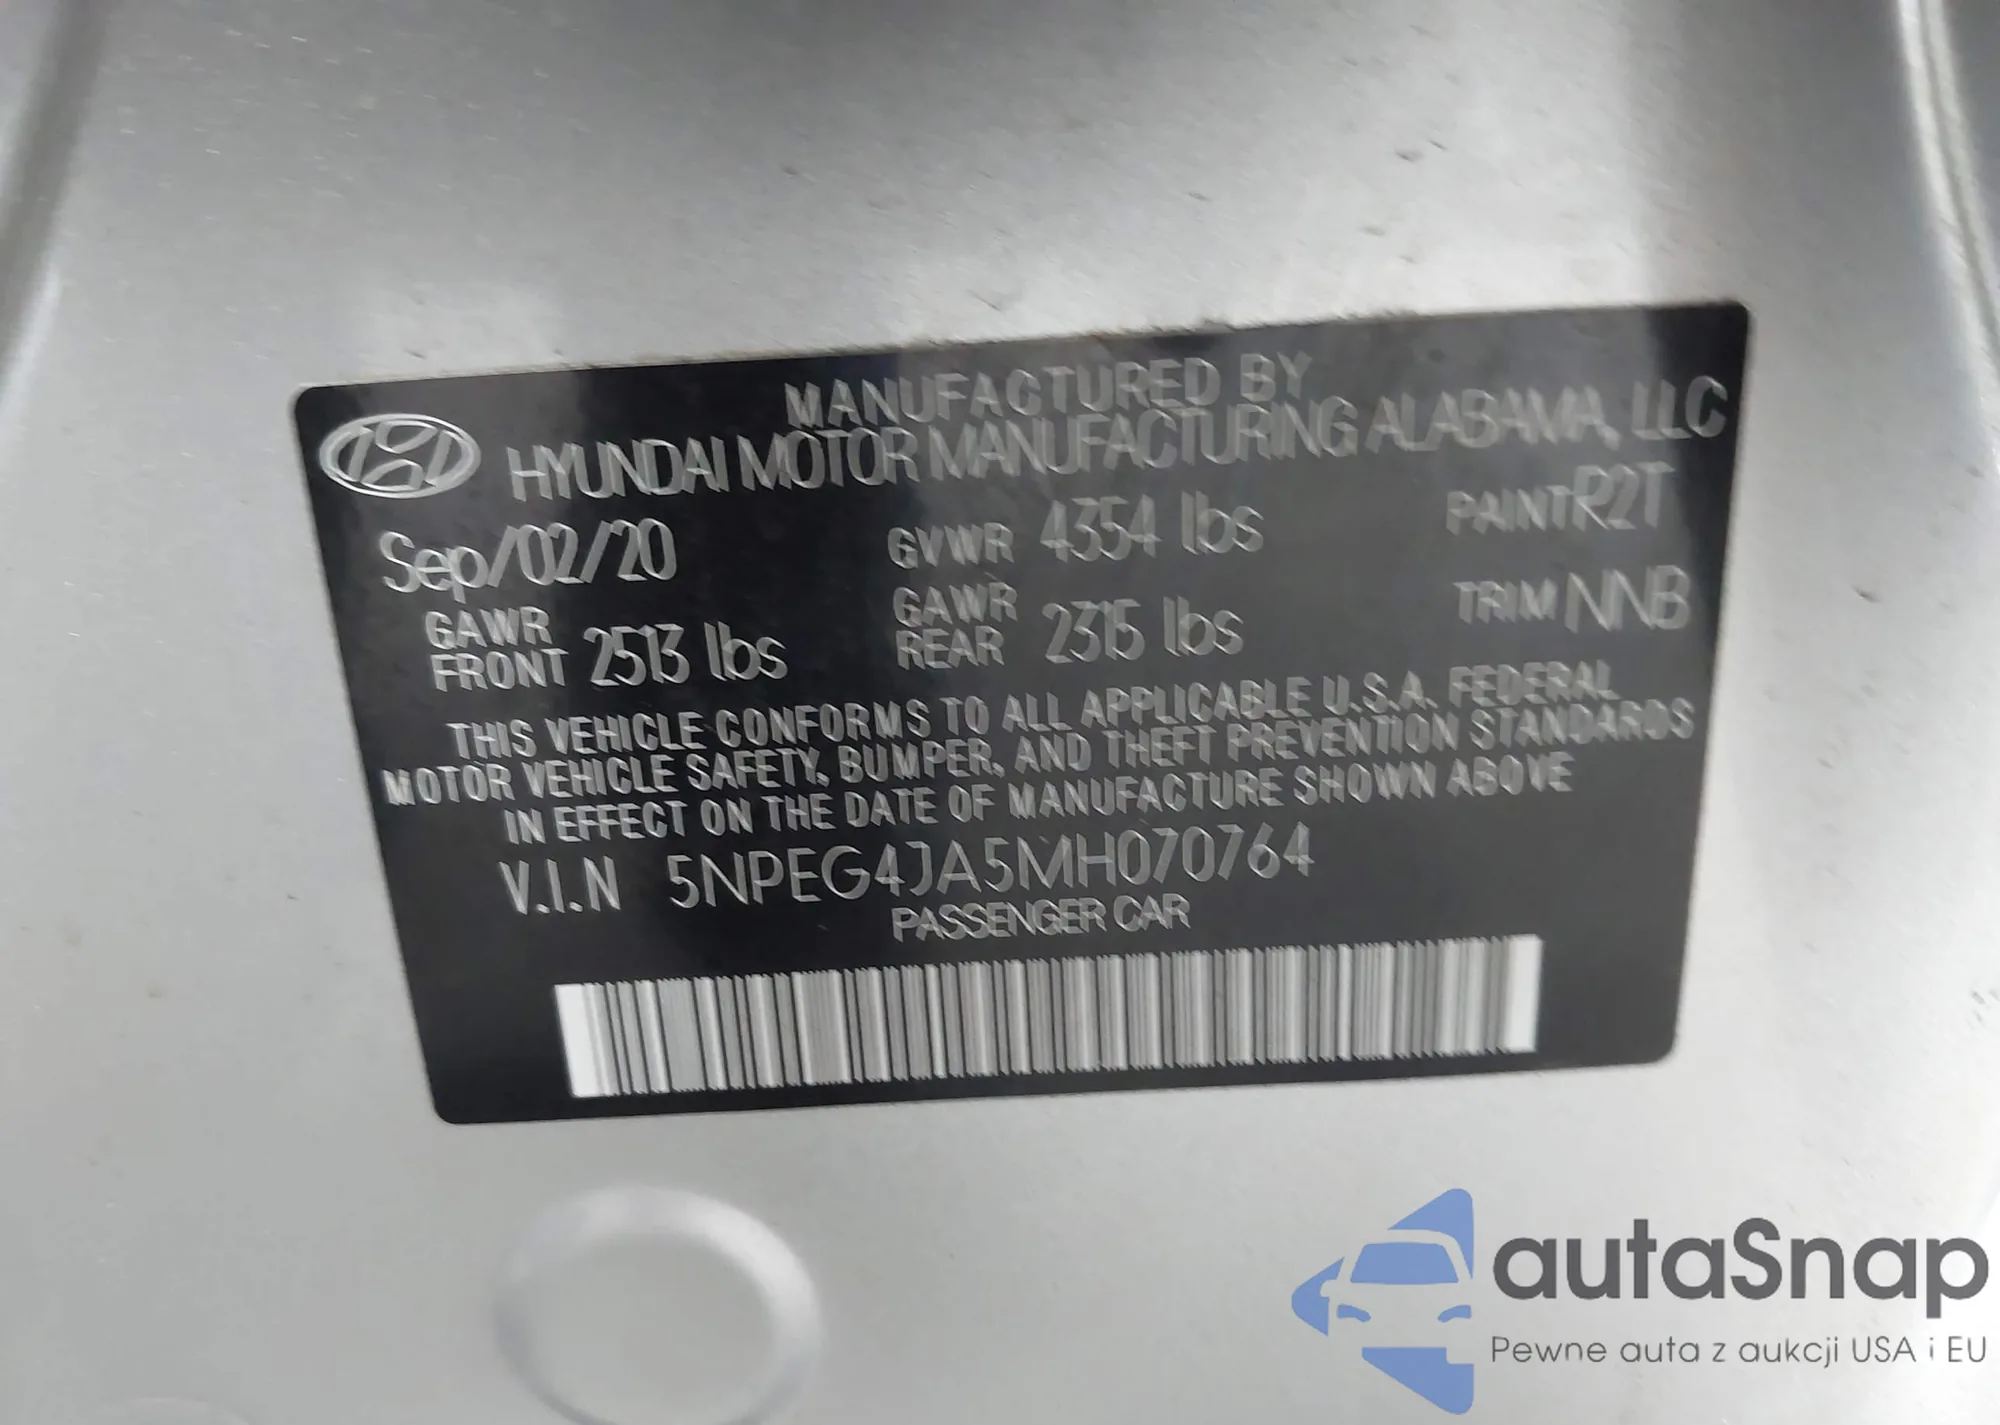 MANUFACTURED BY
HYUNDAI MOTOR MANUFACTURING ALABAMA, LLC
Sep/02/20 GVWR 4354 lbs PAINT R2T
GAWR FRONT 2513 lbs GAWR REAR 2315 lbs TRIM NNB
THIS VEHICLE CONFORMS TO ALL APPLICABLE U.S.A. FEDERAL
MOTOR VEHICLE SAFETY, BUMPER, AND THEFT PREVENTION STANDARDS
IN EFFECT ON THE DATE OF MANUFACTURE SHOWN ABOVE
V.I.N 5NPEG4JA5MH070764
PASSENGER CAR
autaSnap
Pewne auta z aukcji USA i EU